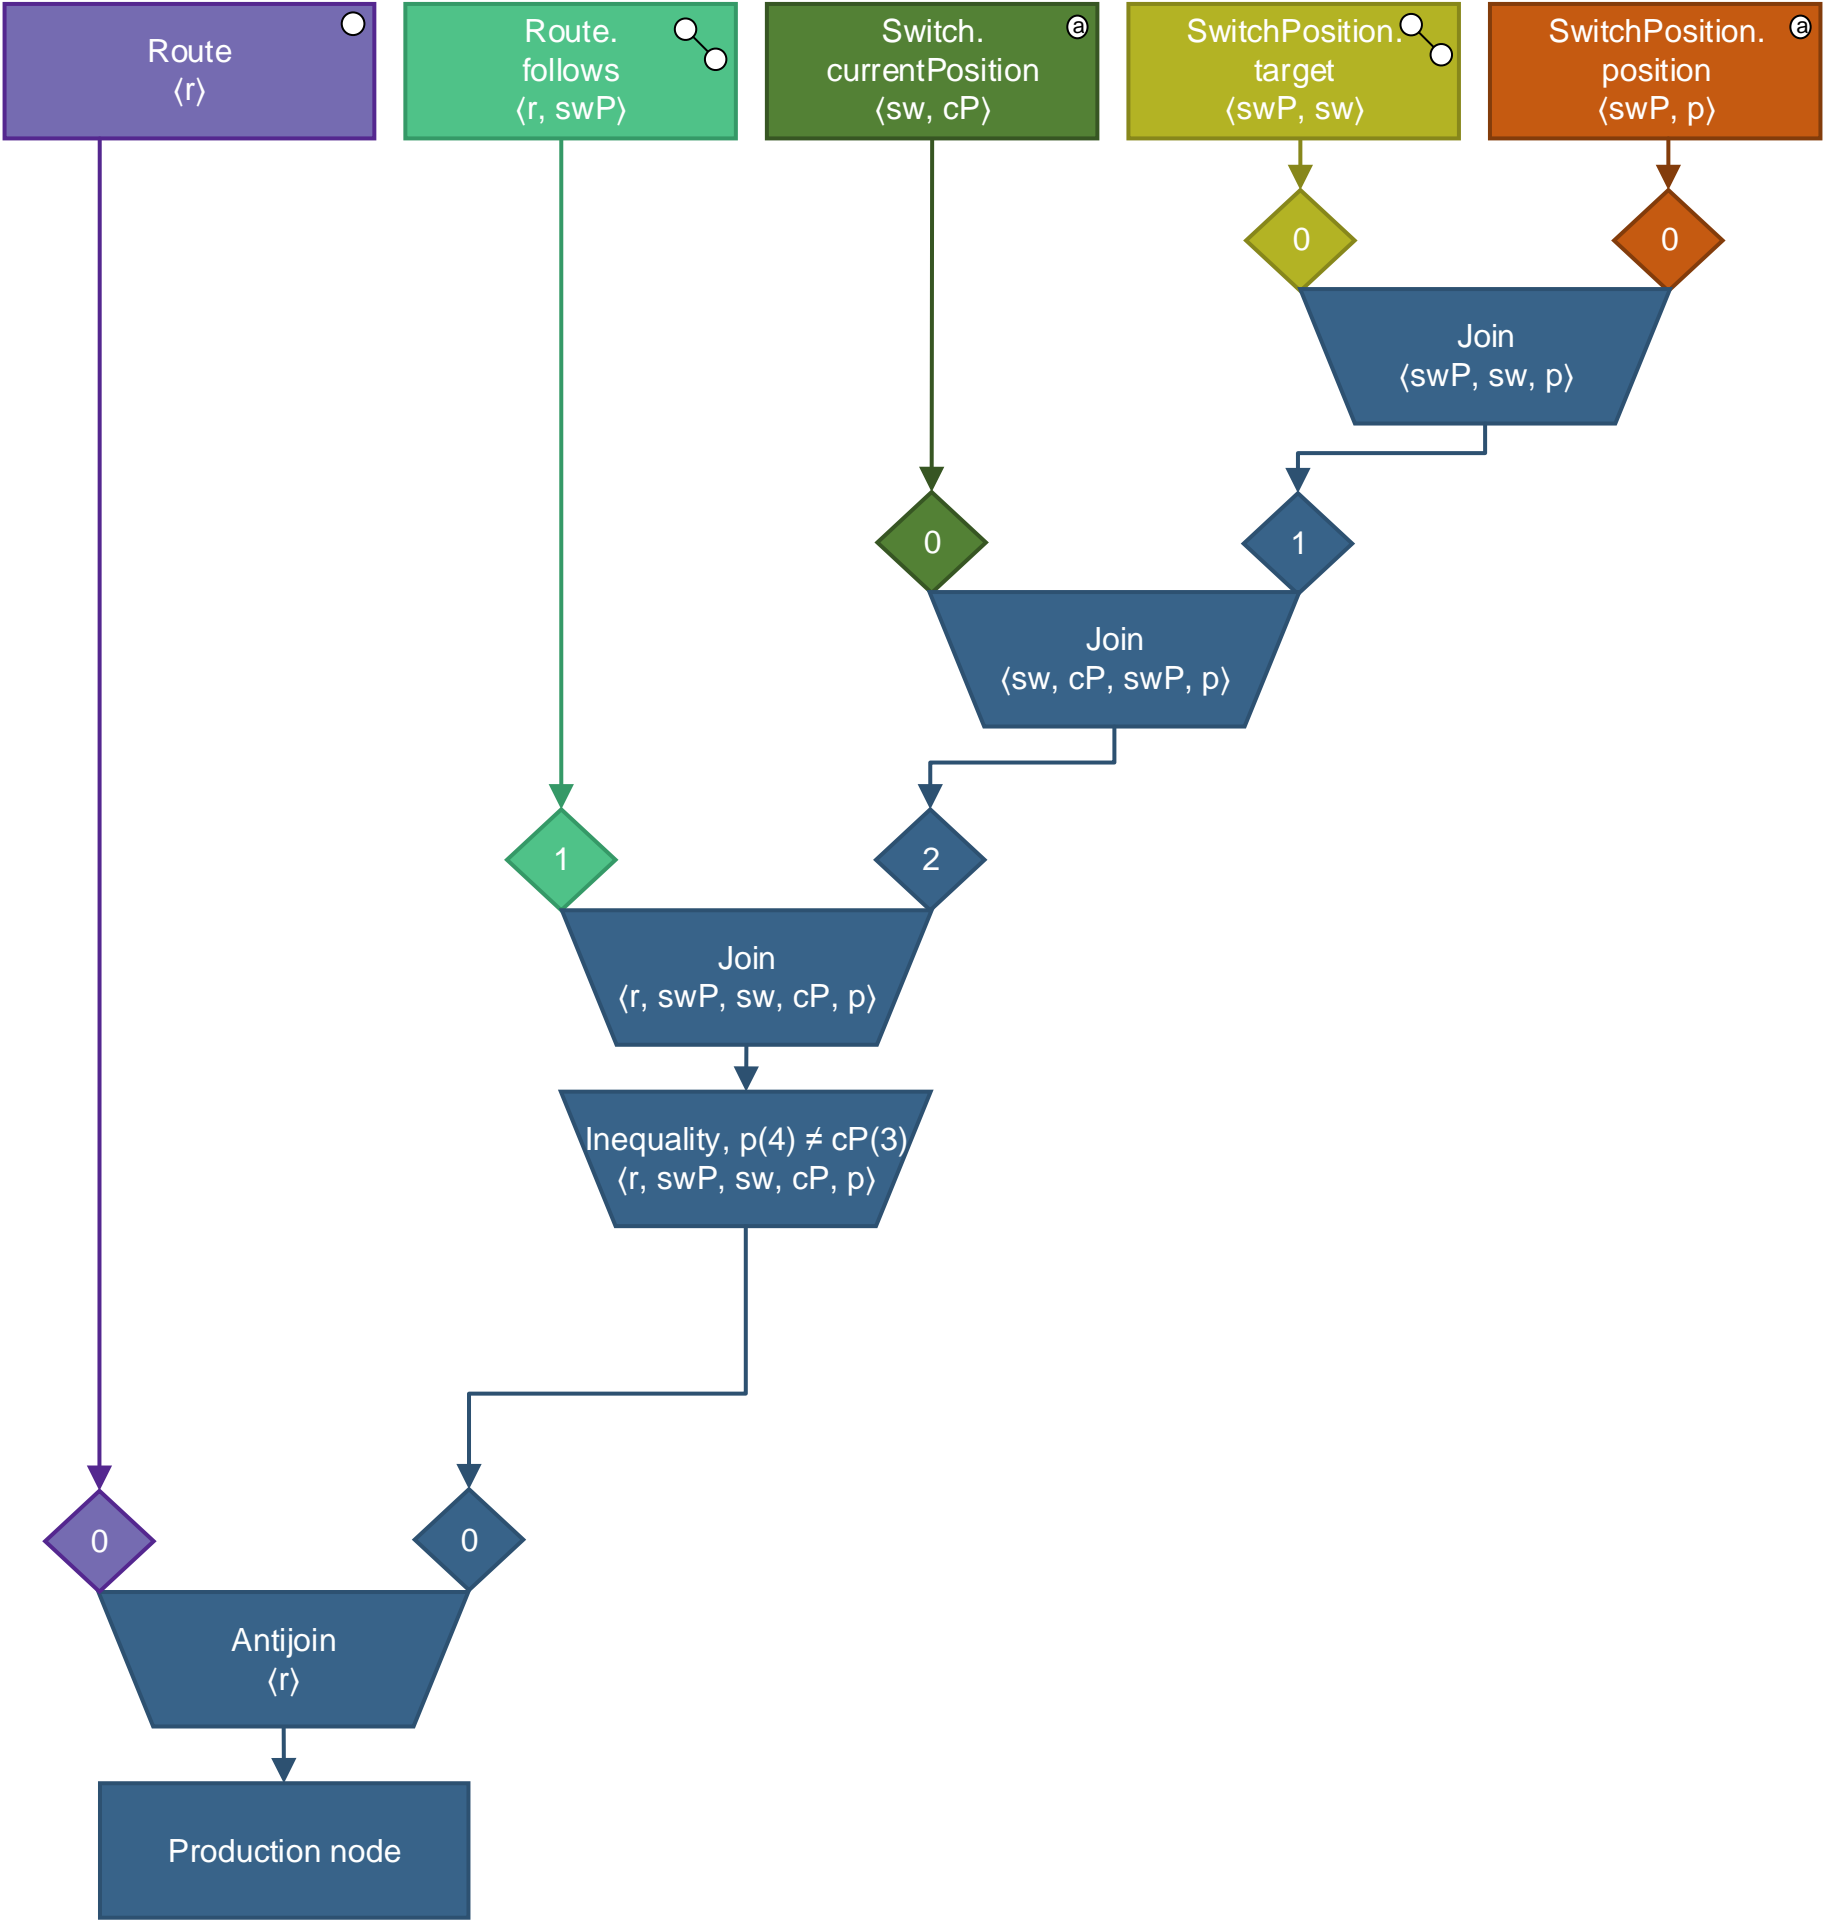 Route
⟨r⟩
Route.
follows
⟨r, swP⟩
Switch.
currentPosition
⟨sw, cP⟩
a
SwitchPosition.
target
⟨swP, sw⟩
SwitchPosition.
position
⟨swP, p⟩
a
0
0
Join
⟨swP, sw, p⟩
0
1
Join
⟨sw, cP, swP, p⟩
1
2
Join
⟨r, swP, sw, cP, p⟩
Inequality, p(4) ≠ cP(3)
⟨r, swP, sw, cP, p⟩
0
0
Antijoin
⟨r⟩
Production node